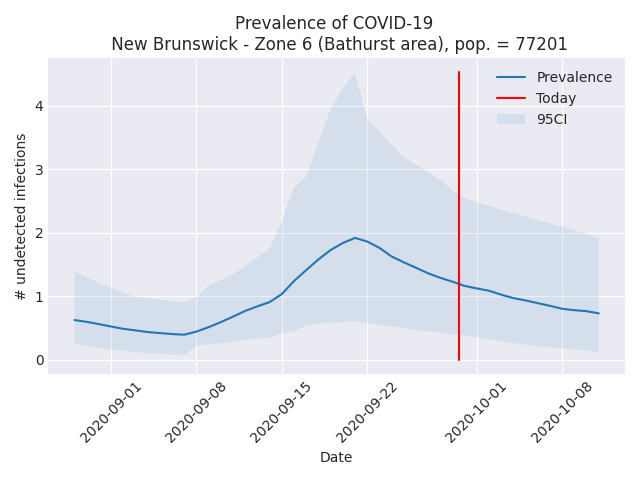 Prevalence of COVID-19
New Brunswick - Zone 6 (Bathurst area), pop. = 77201
Prevalence
Today
95CI
# undetected infections
4
3
2
1
0
2020-09-01
2020-09-08
2020-09-15
2020-09-22
2020-10-01
2020-10-08
Date